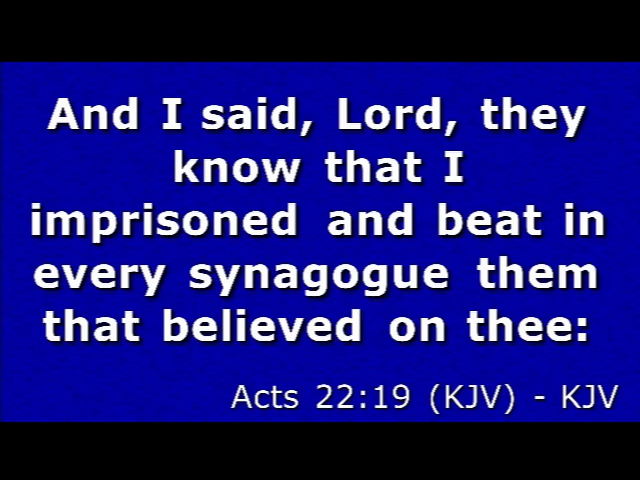 And I said, Lord, they
know that I
imprisoned and beat in
every synagogue them
that believed on thee:
Acts 22:19 (KJV) - KJV